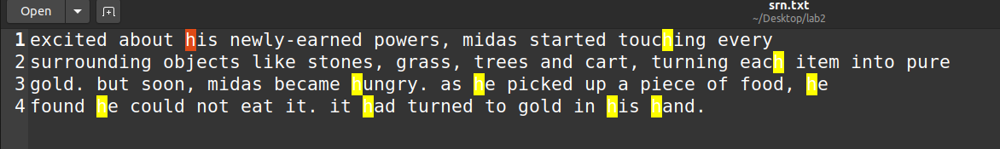 Open
srn.txt
~/Desktop/lab2
1 excited about his newly-earned powers, midas started touching every
2 surrounding objects like stones, grass, trees and cart, turning each item into pure
3 gold. but soon, midas became hungry. as he picked up a piece of food, he
4 found he could not eat it. it had turned to gold in his hand.